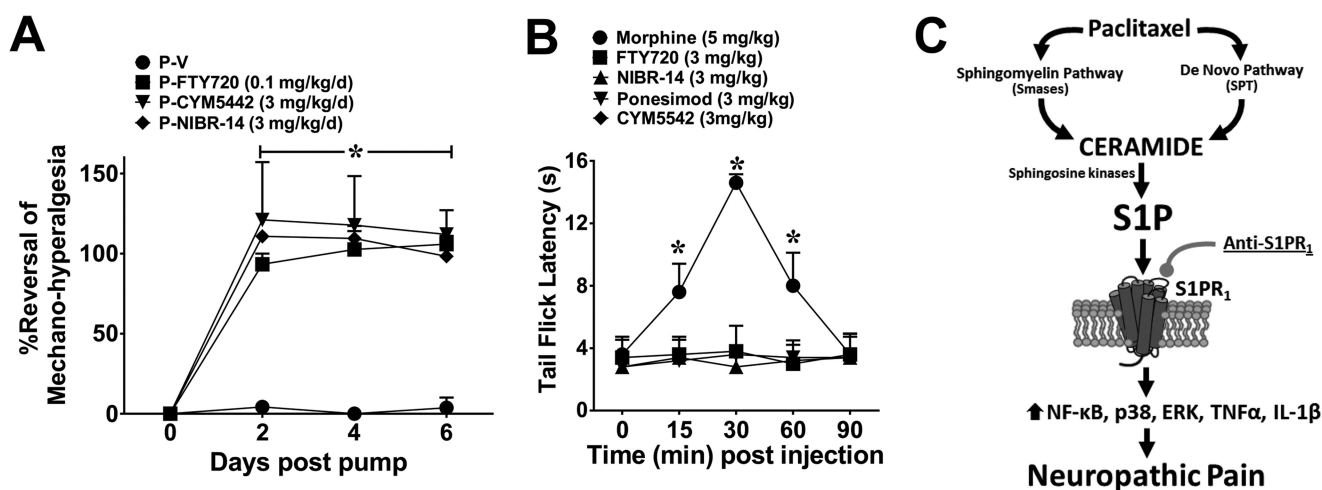 A
P-V
P-FTY720 (0.1 mg/kg/d)
P-CYM5442 (3 mg/kg/d)
P-NIBR-14 (3 mg/kg/d)
%Reversal of
Mechano-hyperalgesia
150
100
50
0
*
0 2 4 6
Days post pump
B
Morphine (5 mg/kg)
FTY720 (3 mg/kg)
NIBR-14 (3 mg/kg)
Ponesimod (3 mg/kg)
CYM5542 (3mg/kg)
Tail Flick Latency (s)
16
12
8
4
0
*
*
*
0 15 30 60 90
Time (min) post injection
C
Paclitaxel
Sphingomyelin Pathway
(Smases)
De Novo Pathway
(SPT)
CERAMIDE
Sphingosine kinases
S1P
Anti-S1PR₁
S1PR₁
NF-κB, p38, ERK, TNFα, IL-1β
Neuropathic Pain